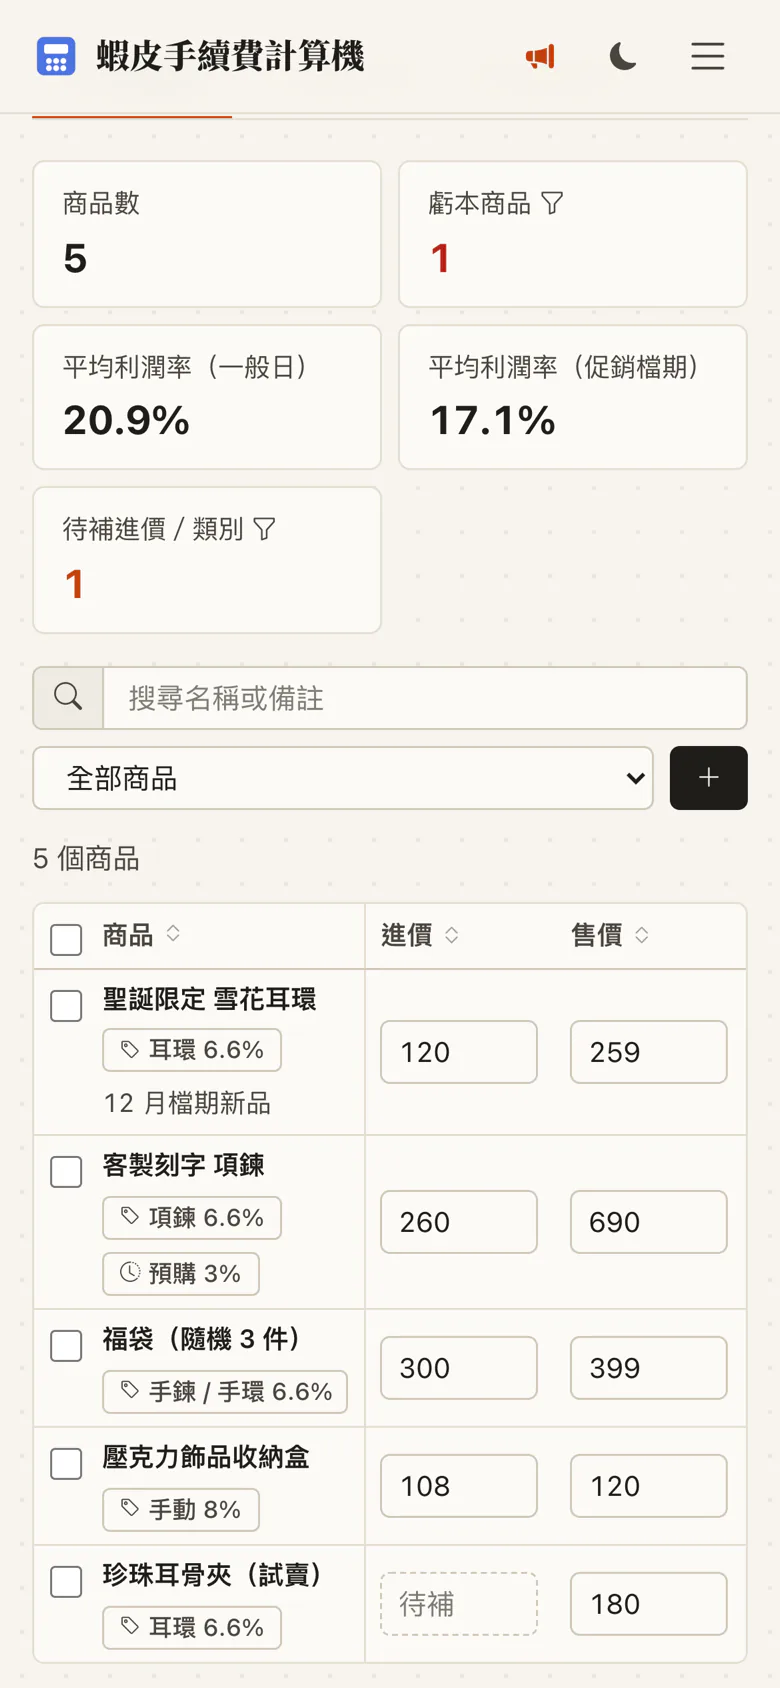 蝦皮手續費計算機
商品數
5
虧本商品
1
平均利潤率（一般日）
20.9%
平均利潤率（促銷檔期）
17.1%
待補進價 / 類別
1
搜尋名稱或備註
全部商品
+
5 個商品
商品 進價 售價
聖誕限定 雪花耳環
耳環 6.6%
12 月檔期新品
120 259
客製刻字 項鍊
項鍊 6.6%
預購 3%
260 690
福袋（隨機 3 件）
手鍊 / 手環 6.6%
300 399
壓克力飾品收納盒
手動 8%
108 120
珍珠耳骨夾（試賣）
耳環 6.6%
待補 180